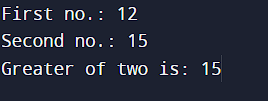 First no.: 12
Second no.: 15
Greater of two is: 15